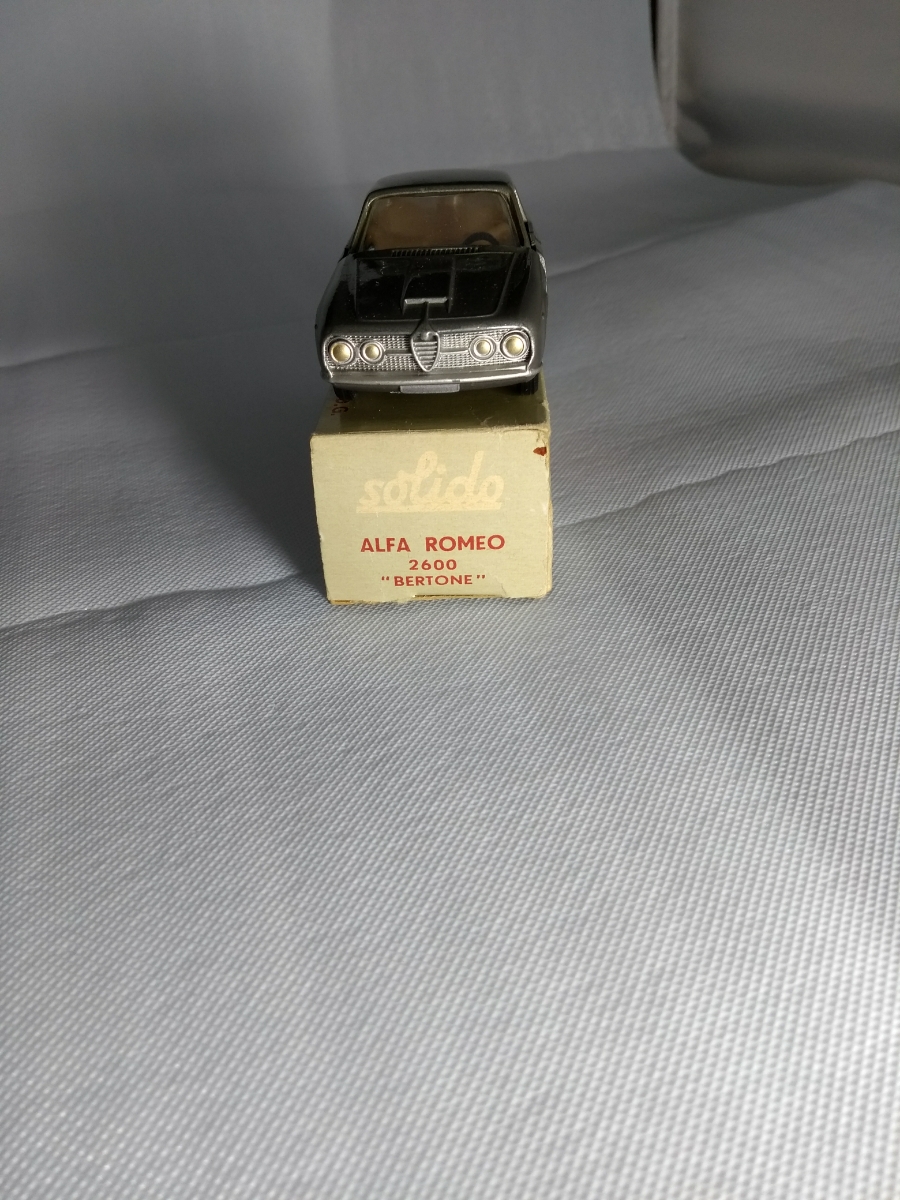 solido
ALFA ROMEO
2600
"BERTONE"